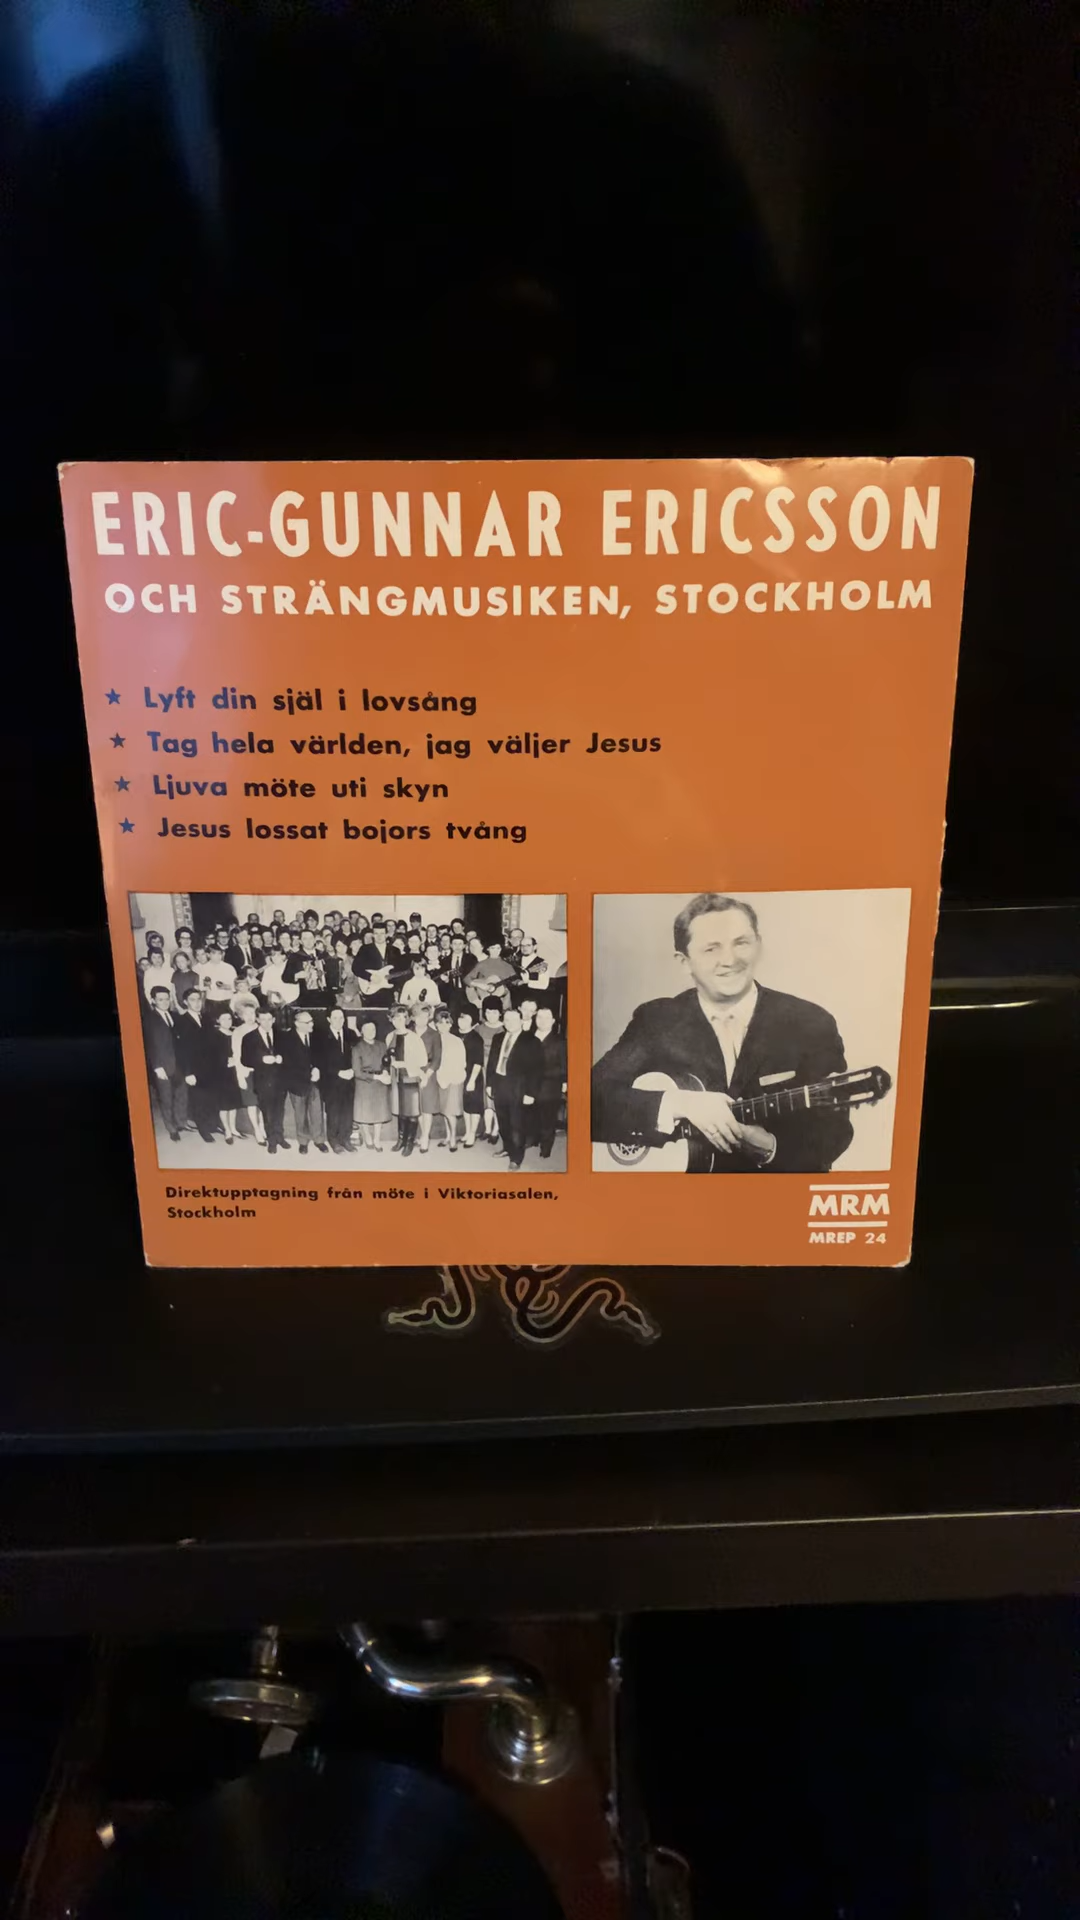 ERIC-GUNNAR ERICSSON
OCH STRÄNGMUSIKEN, STOCKHOLM
★ Lyft din själ i lovsång
★ Tag hela världen, jag väljer Jesus
★ Ljuva möte uti skyn
★ Jesus lossat bojors tvång
Direktupptagning från möte i Viktoriasalen,
Stockholm
MRM
MREP 24